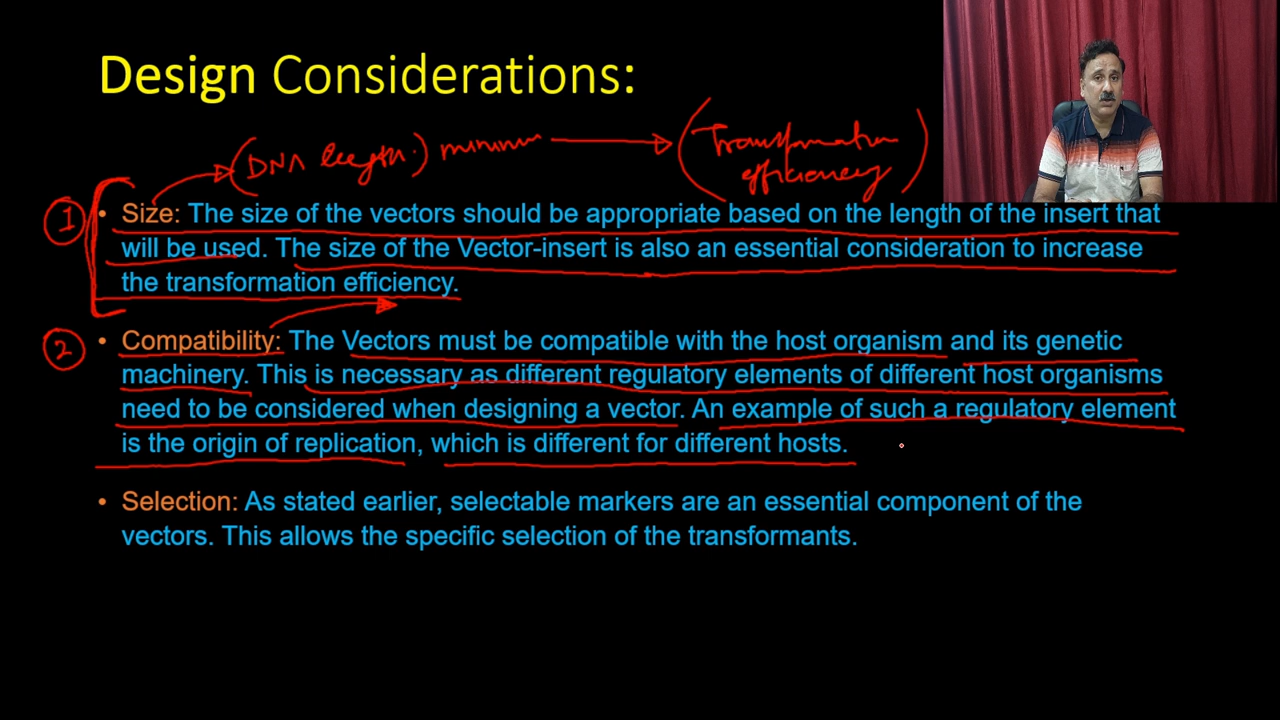 Design Considerations:
(DNA length.) minimum
(Transformation
efficiency)
1
• Size: The size of the vectors should be appropriate based on the length of the insert that
will be used. The size of the Vector-insert is also an essential consideration to increase
the transformation efficiency.
2
• Compatibility: The Vectors must be compatible with the host organism and its genetic
machinery. This is necessary as different regulatory elements of different host organisms
need to be considered when designing a vector. An example of such a regulatory element
is the origin of replication, which is different for different hosts.
• Selection: As stated earlier, selectable markers are an essential component of the
vectors. This allows the specific selection of the transformants.